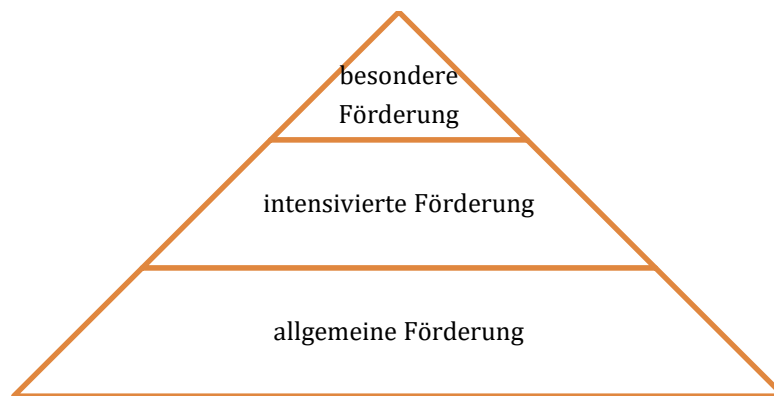 besondere
Förderung
intensivierte Förderung
allgemeine Förderung